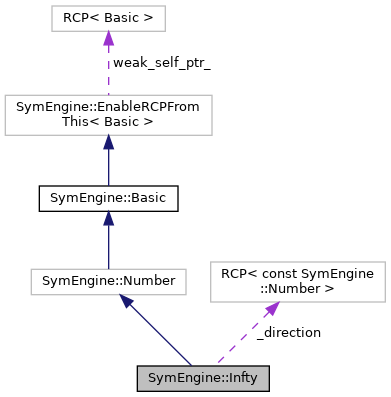 RCP< Basic >
weak_self_ptr_
SymEngine::EnableRCPFrom
This< Basic >
SymEngine::Basic
SymEngine::Number
RCP< const SymEngine
::Number >
_direction
SymEngine::Infty